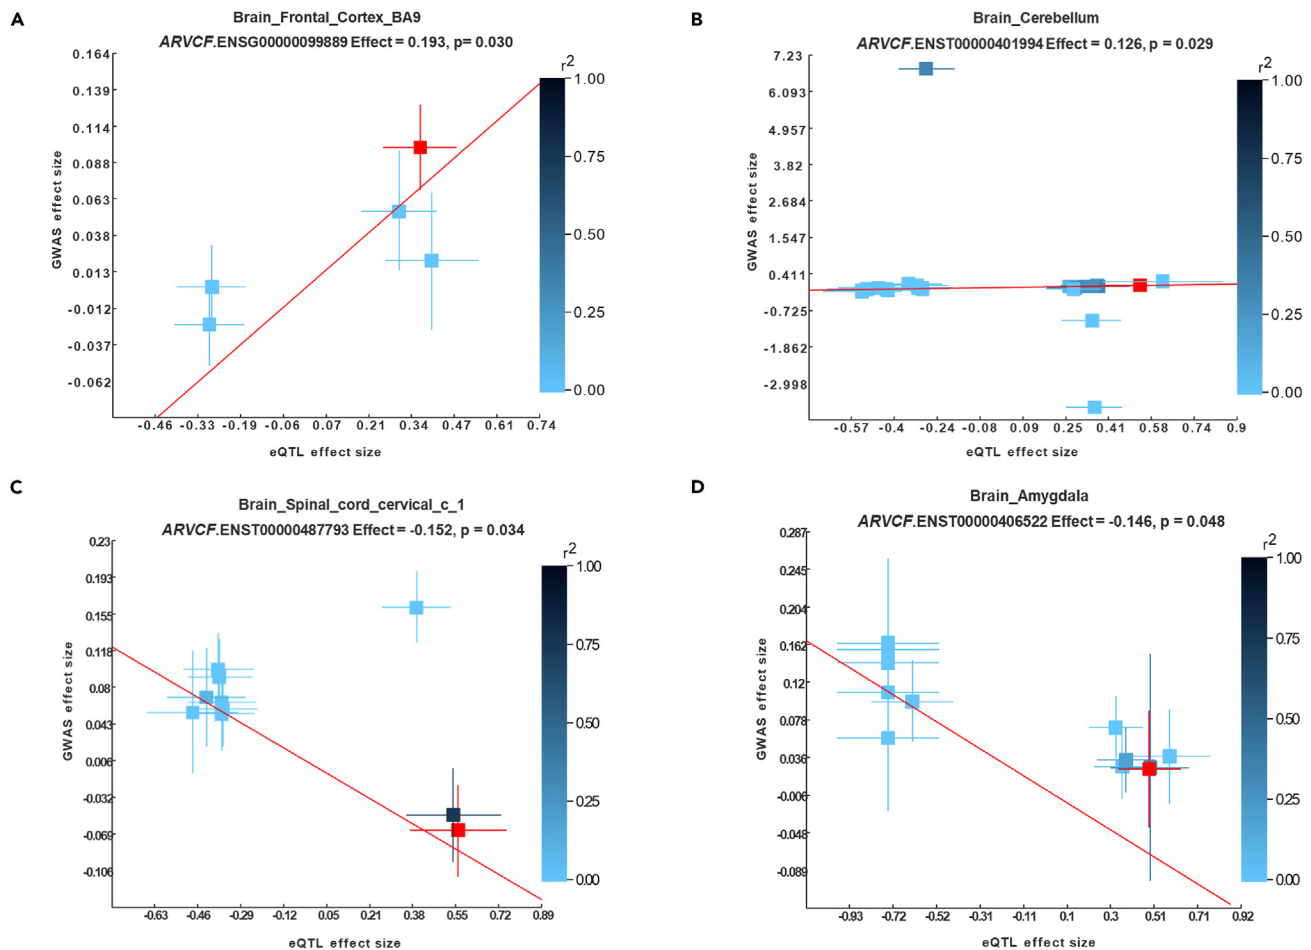 A
Brain_Frontal_Cortex_BA9
ARVCF.ENSG00000099889 Effect = 0.193, p= 0.030
GWAS effect size
0.164
0.139
0.114
0.088
0.063
0.038
0.013
-0.012
-0.037
-0.062
-0.46 -0.33 -0.19 -0.06 0.07 0.21 0.34 0.47 0.61 0.74
eQTL effect size
r2
1.00
0.75
0.50
0.25
0.00
B
Brain_Cerebellum
ARVCF.ENST00000401994 Effect = 0.126, p = 0.029
GWAS effect size
7.23
6.093
4.957
3.82
2.684
1.547
0.411
-0.725
-1.862
-2.998
-0.57 -0.4 -0.24 -0.08 0.09 0.25 0.41 0.58 0.74 0.9
eQTL effect size
r2
1.00
0.75
0.50
0.25
0.00
C
Brain_Spinal_cord_cervical_c_1
ARVCF.ENST00000487793 Effect = -0.152, p = 0.034
GWAS effect size
0.23
0.193
0.155
0.118
0.08
0.043
0.006
-0.032
-0.069
-0.106
-0.63 -0.46 -0.29 -0.12 0.05 0.21 0.38 0.55 0.72 0.89
eQTL effect size
r2
1.00
0.75
0.50
0.25
0.00
D
Brain_Amygdala
ARVCF.ENST00000406522 Effect = -0.146, p = 0.048
GWAS effect size
0.287
0.245
0.204
0.162
0.12
0.078
0.036
-0.006
-0.048
-0.089
-0.93 -0.72 -0.52 -0.31 -0.11 0.1 0.3 0.51 0.71 0.92
eQTL effect size
r2
1.00
0.75
0.50
0.25
0.00